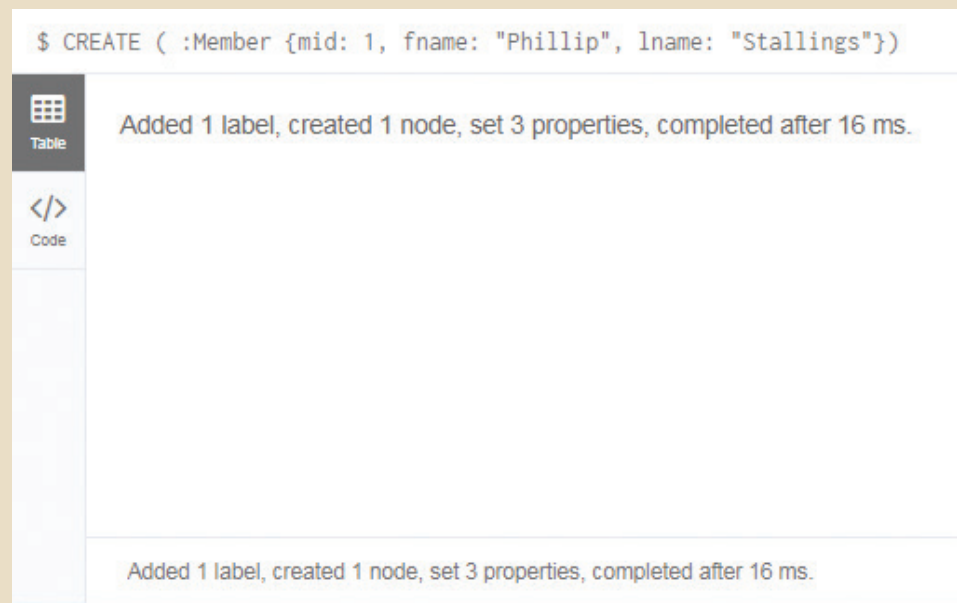 $ CREATE ( :Member {mid: 1, fname: "Phillip", lname: "Stallings"})
Table
Added 1 label, created 1 node, set 3 properties, completed after 16 ms.
</>
Code
Added 1 label, created 1 node, set 3 properties, completed after 16 ms.